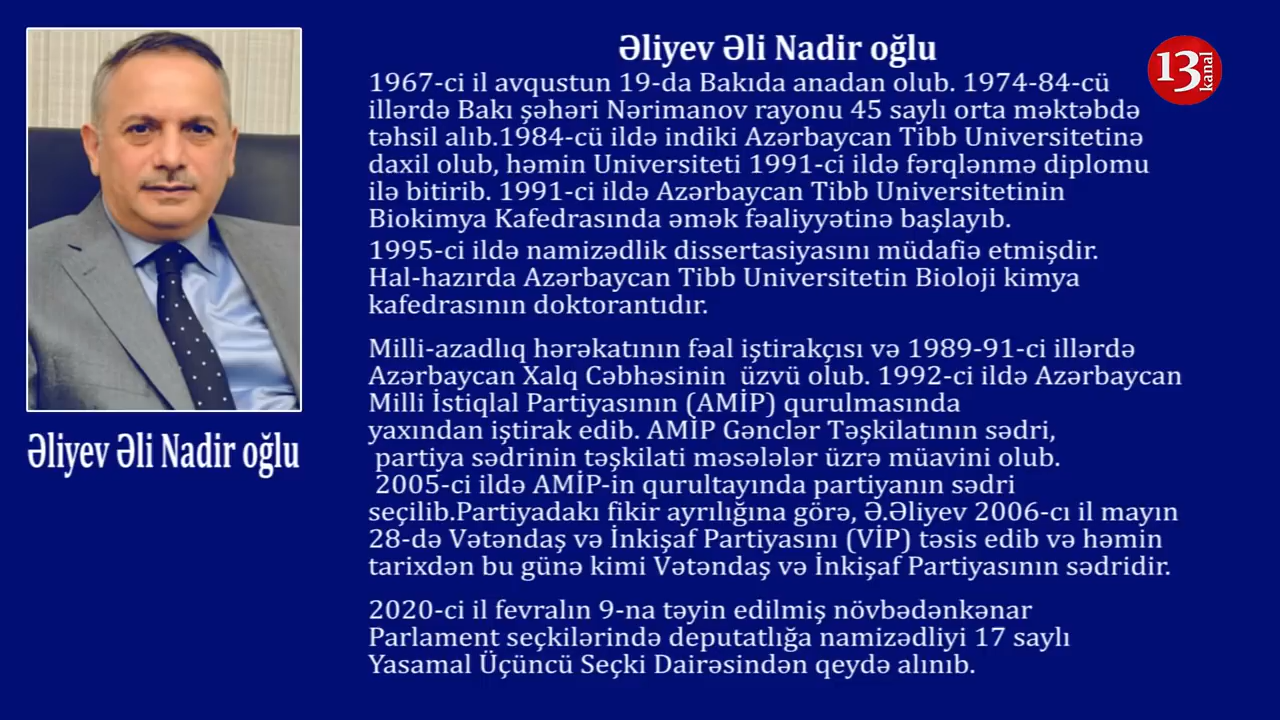 Əliyev Əli Nadir oğlu
13 kanal
1967-ci il avqustun 19-da Bakıda anadan olub. 1974-84-cü
illərdə Bakı şəhəri Nərimanov rayonu 45 saylı orta məktəbdə
təhsil alıb.1984-cü ildə indiki Azərbaycan Tibb Universitetinə
daxil olub, həmin Universiteti 1991-ci ildə fərqlənmə diplomu
ilə bitirib. 1991-ci ildə Azərbaycan Tibb Universitetinin
Biokimya Kafedrasında əmək fəaliyyətinə başlayıb.
1995-ci ildə namizədlik dissertasiyasını müdafiə etmişdir.
Hal-hazırda Azərbaycan Tibb Universitetin Bioloji kimya
kafedrasının doktorantıdır.
Milli-azadlıq hərəkatının fəal iştirakçısı və 1989-91-ci illərdə
Azərbaycan Xalq Cəbhəsinin üzvü olub. 1992-ci ildə Azərbaycan
Milli İstiqlal Partiyasının (AMİP) qurulmasında
yaxından iştirak edib. AMİP Gənclər Təşkilatının sədri,
partiya sədrinin təşkilati məsələlər üzrə müavini olub.
2005-ci ildə AMİP-in qurultayında partiyanın sədri
seçilib.Partiyadakı fikir ayrılığına görə, Ə.Əliyev 2006-cı il mayın
28-də Vətəndaş və İnkişaf Partiyasını (VİP) təsis edib və həmin
tarixdən bu günə kimi Vətəndaş və İnkişaf Partiyasının sədridir.
2020-ci il fevralın 9-na təyin edilmiş növbədənkənar
Parlament seçkilərində deputatlığa namizədliyi 17 saylı
Yasamal Üçüncü Seçki Dairəsindən qeydə alınıb.
Əliyev Əli Nadir oğlu